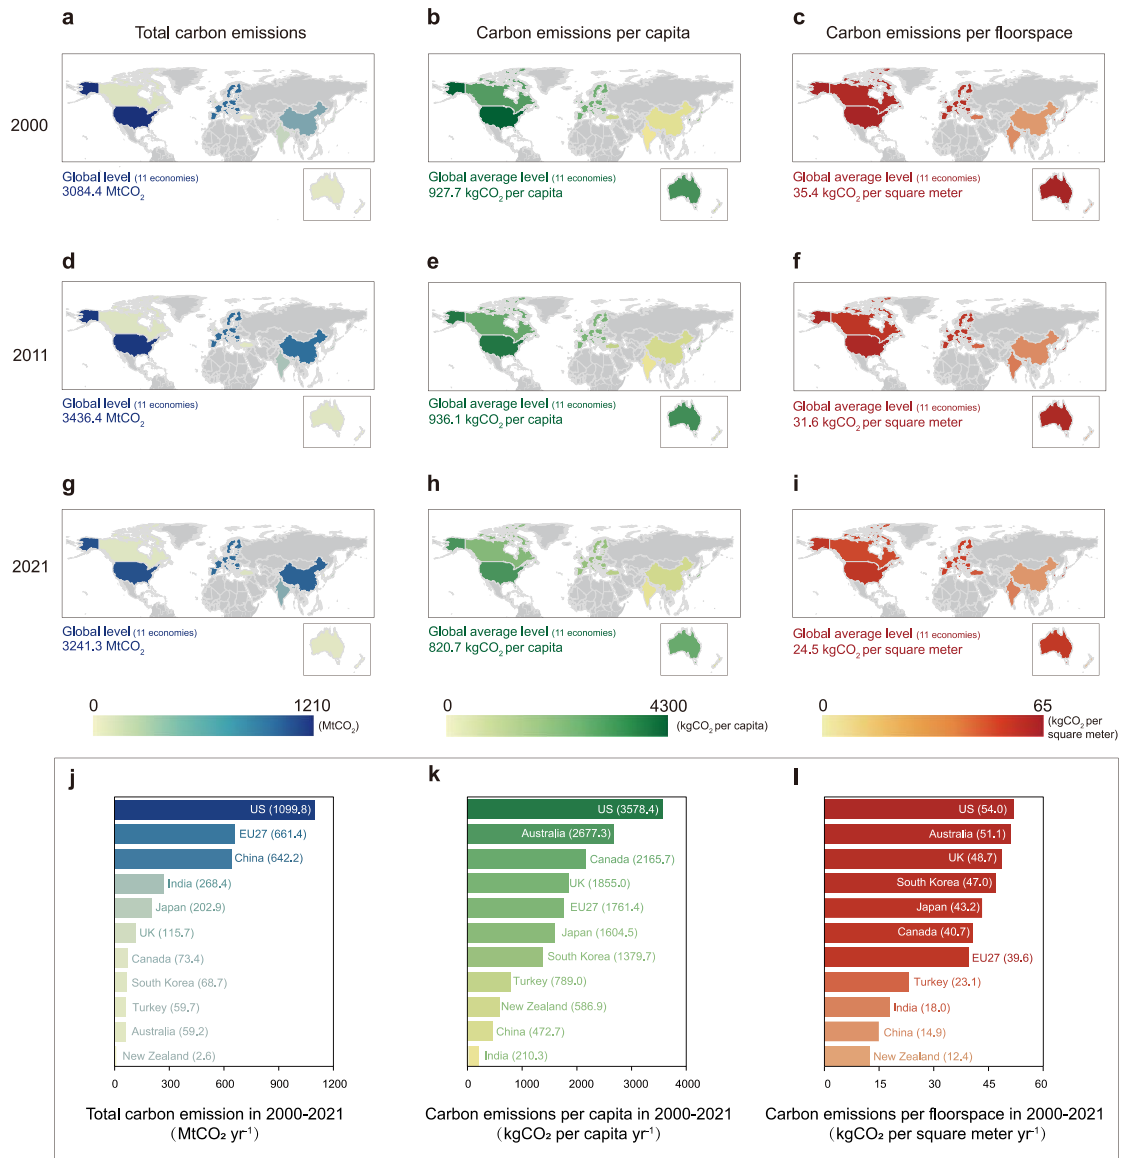 a
Total carbon emissions
b
Carbon emissions per capita
c
Carbon emissions per floorspace
2000
Global level (11 economies)
3084.4 MtCO₂
Global average level (11 economies)
927.7 kgCO₂ per capita
Global average level (11 economies)
35.4 kgCO₂ per square meter
d
e
f
2011
Global level (11 economies)
3436.4 MtCO₂
Global average level (11 economies)
936.1 kgCO₂ per capita
Global average level (11 economies)
31.6 kgCO₂ per square meter
g
h
i
2021
Global level (11 economies)
3241.3 MtCO₂
Global average level (11 economies)
820.7 kgCO₂ per capita
Global average level (11 economies)
24.5 kgCO₂ per square meter
0
1210
(MtCO₂)
0
4300
(kgCO₂ per capita)
0
65
(kgCO₂ per
square meter)
j
US (1099.8)
EU27 (661.4)
China (642.2)
India (268.4)
Japan (202.9)
UK (115.7)
Canada (73.4)
South Korea (68.7)
Turkey (59.7)
Australia (59.2)
New Zealand (2.6)
0 300 600 900 1200
Total carbon emission in 2000-2021
(MtCO₂ yr⁻¹)
k
US (3578.4)
Australia (2677.3)
Canada (2165.7)
UK (1855.0)
EU27 (1761.4)
Japan (1604.5)
South Korea (1379.7)
Turkey (789.0)
New Zealand (586.9)
China (472.7)
India (210.3)
0 1000 2000 3000 4000
Carbon emissions per capita in 2000-2021
(kgCO₂ per capita yr⁻¹)
l
US (54.0)
Australia (51.1)
UK (48.7)
South Korea (47.0)
Japan (43.2)
Canada (40.7)
EU27 (39.6)
Turkey (23.1)
India (18.0)
China (14.9)
New Zealand (12.4)
0 15 30 45 60
Carbon emissions per floorspace in 2000-2021
(kgCO₂ per square meter yr⁻¹)